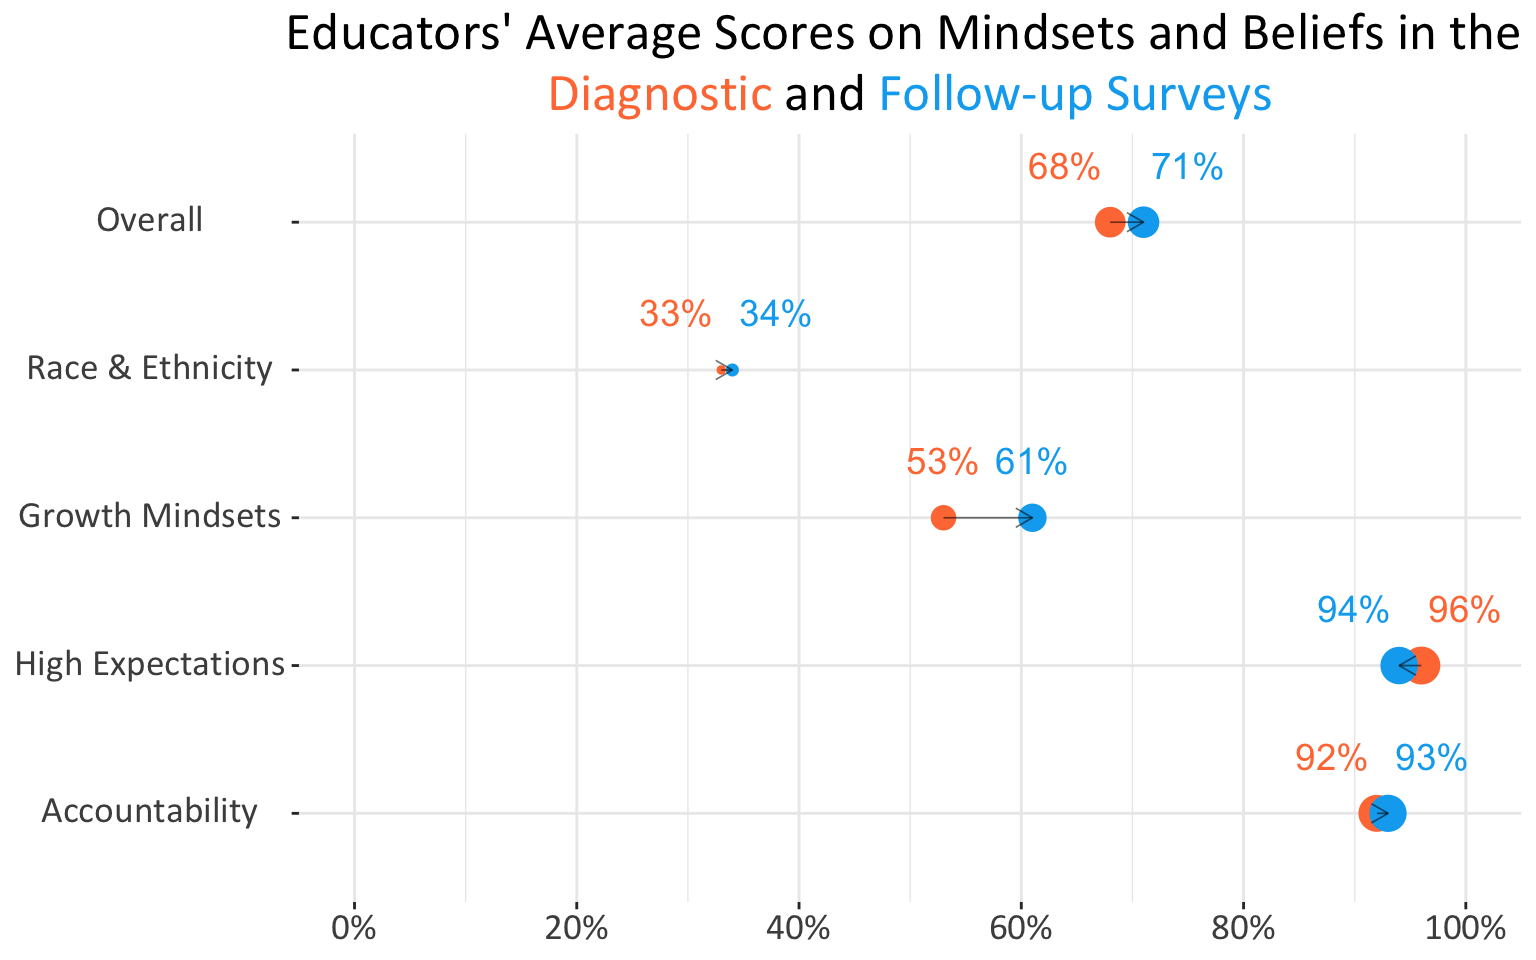 Educators' Average Scores on Mindsets and Beliefs in the
Diagnostic and Follow-up Surveys
68% 71%
Overall
33% 34%
Race & Ethnicity
53% 61%
Growth Mindsets
94% 96%
High Expectations
92% 93%
Accountability
0% 20% 40% 60% 80% 100%